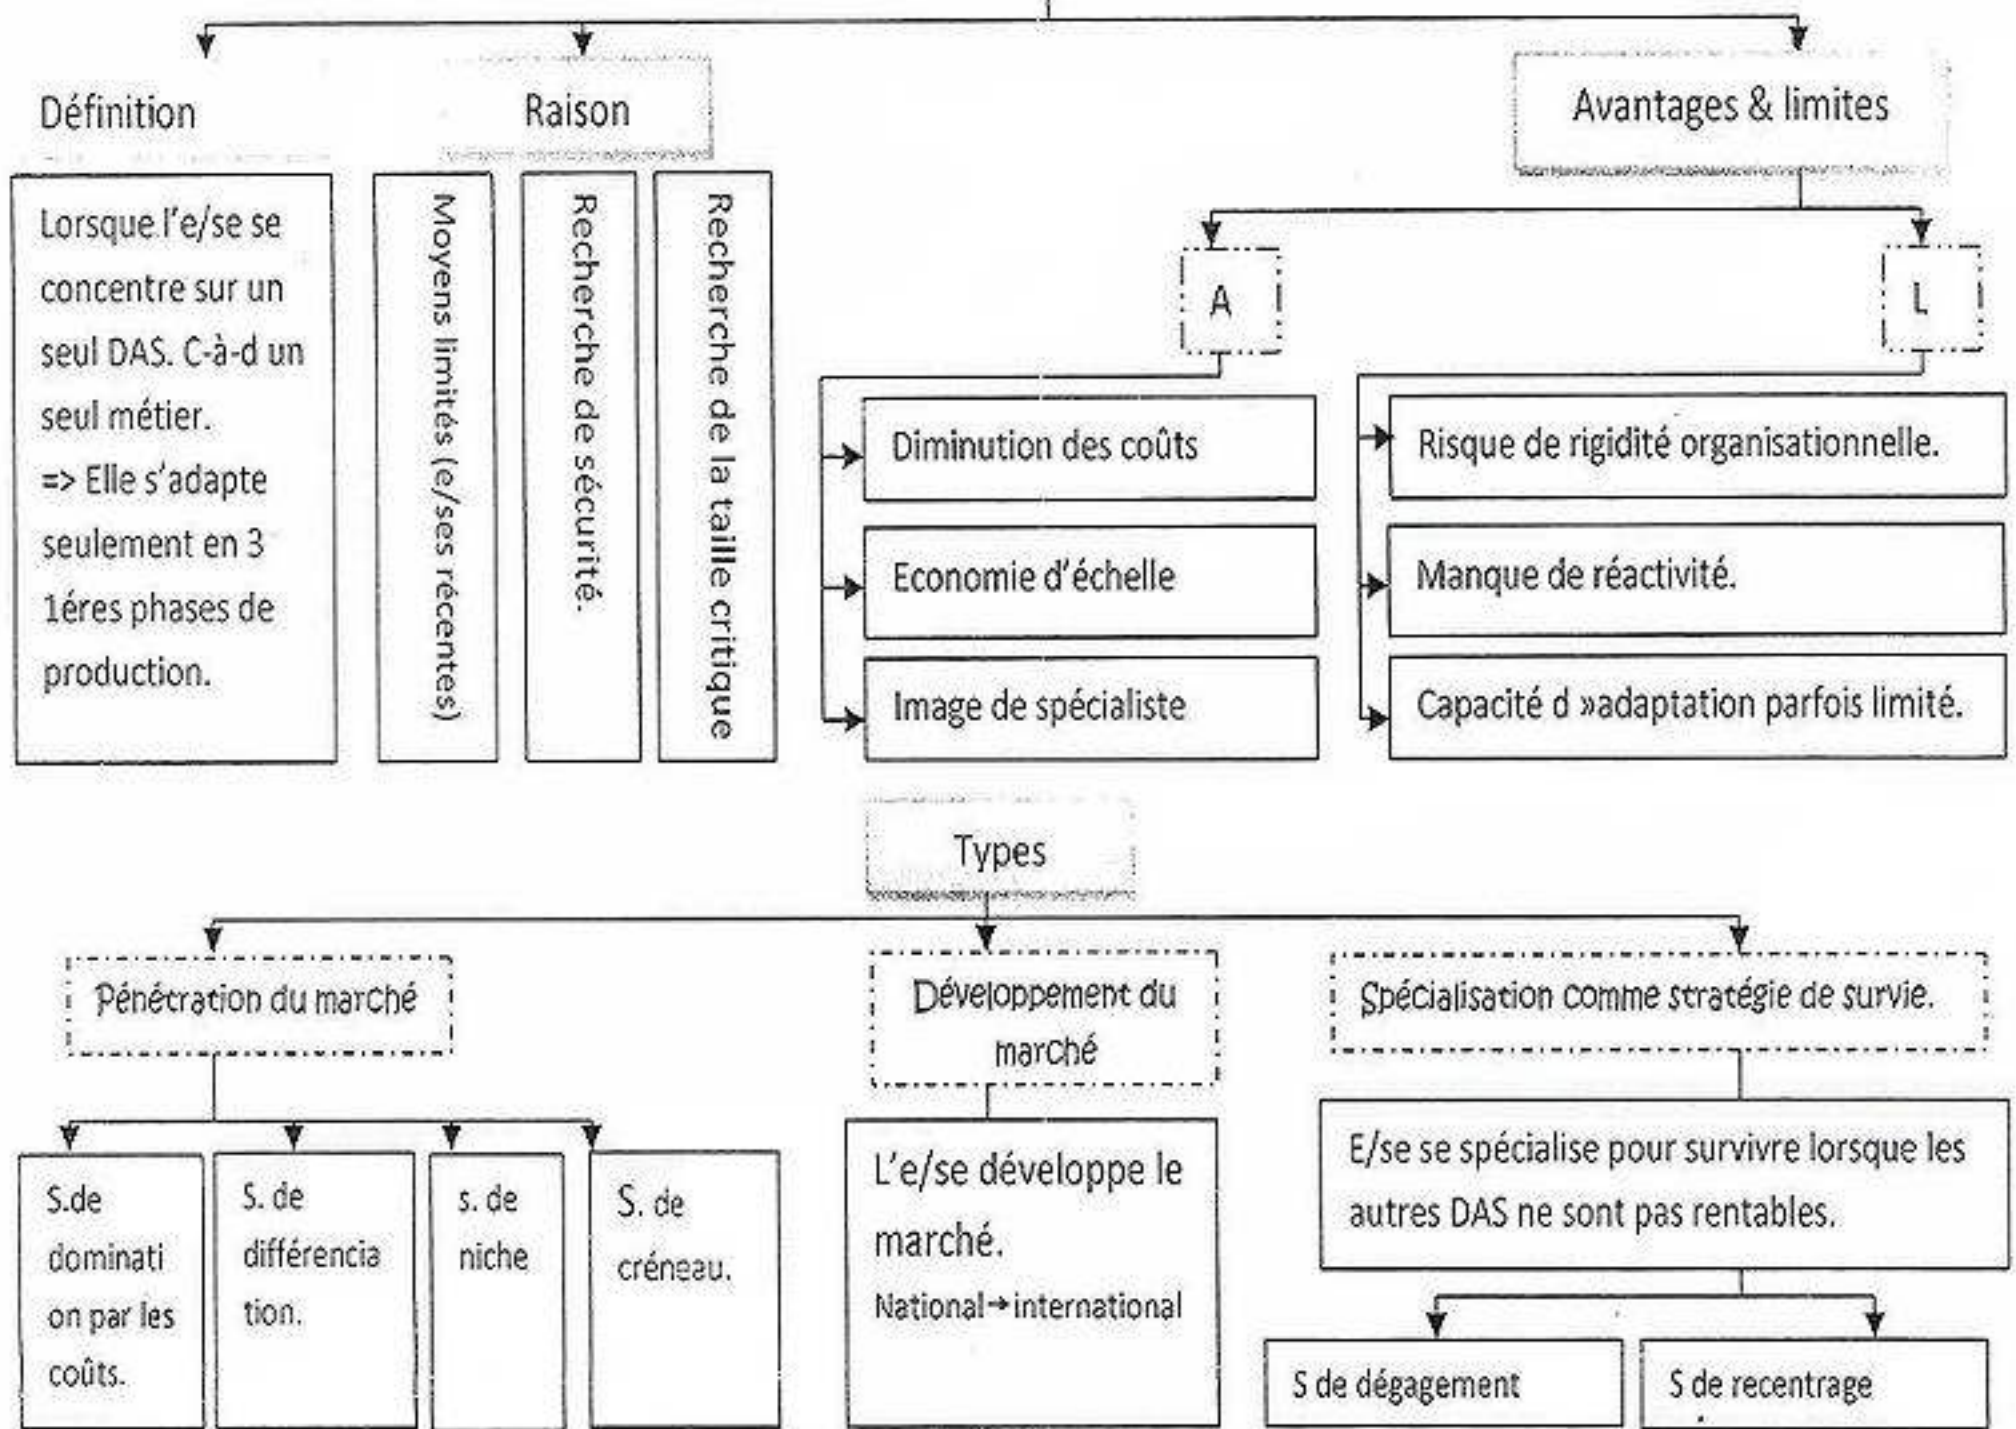 Définition
Raison
Avantages & limites
Lorsque l'e/se se
concentre sur un
seul DAS. C-à-d un
seul métier.
=> Elle s'adapte
seulement en 3
1éres phases de
production.
Moyens limités (e/ses récentes)
Recherche de sécurité.
Recherche de la taille critique
A
L
Diminution des coûts
Economie d'échelle
Image de spécialiste
Risque de rigidité organisationnelle.
Manque de réactivité.
Capacité d »adaptation parfois limité.
Types
Pénétration du marché
Développement du
marché
Spécialisation comme stratégie de survie.
S.de
dominati
on par les
coûts.
S. de
différencia
tion.
s. de
niche
S. de
créneau.
L'e/se développe le
marché.
National→international
E/se se spécialise pour survivre lorsque les
autres DAS ne sont pas rentables.
S de dégagement
S de recentrage